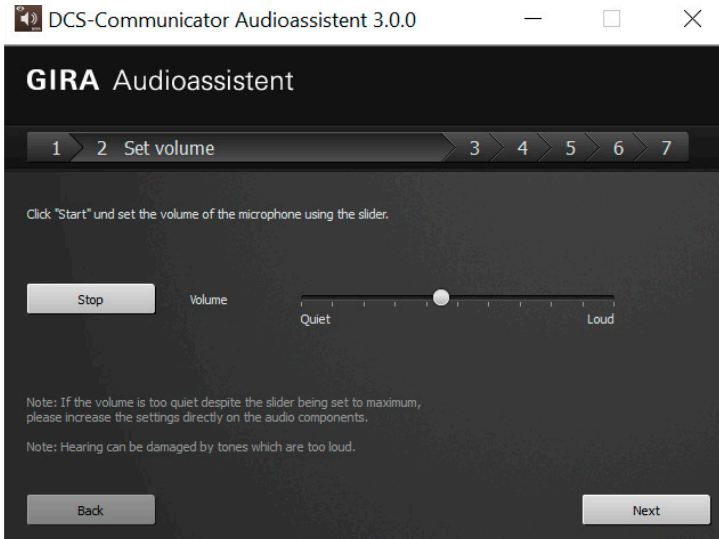 DCS-Communicator Audioassistent 3.0.0
GIRA Audioassistent
1 2 Set volume 3 4 5 6 7
Click "Start" und set the volume of the microphone using the slider.
Stop Volume
Quiet Loud
Note: If the volume is too quiet despite the slider being set to maximum,
please increase the settings directly on the audio components.
Note: Hearing can be damaged by tones which are too loud.
Back Next